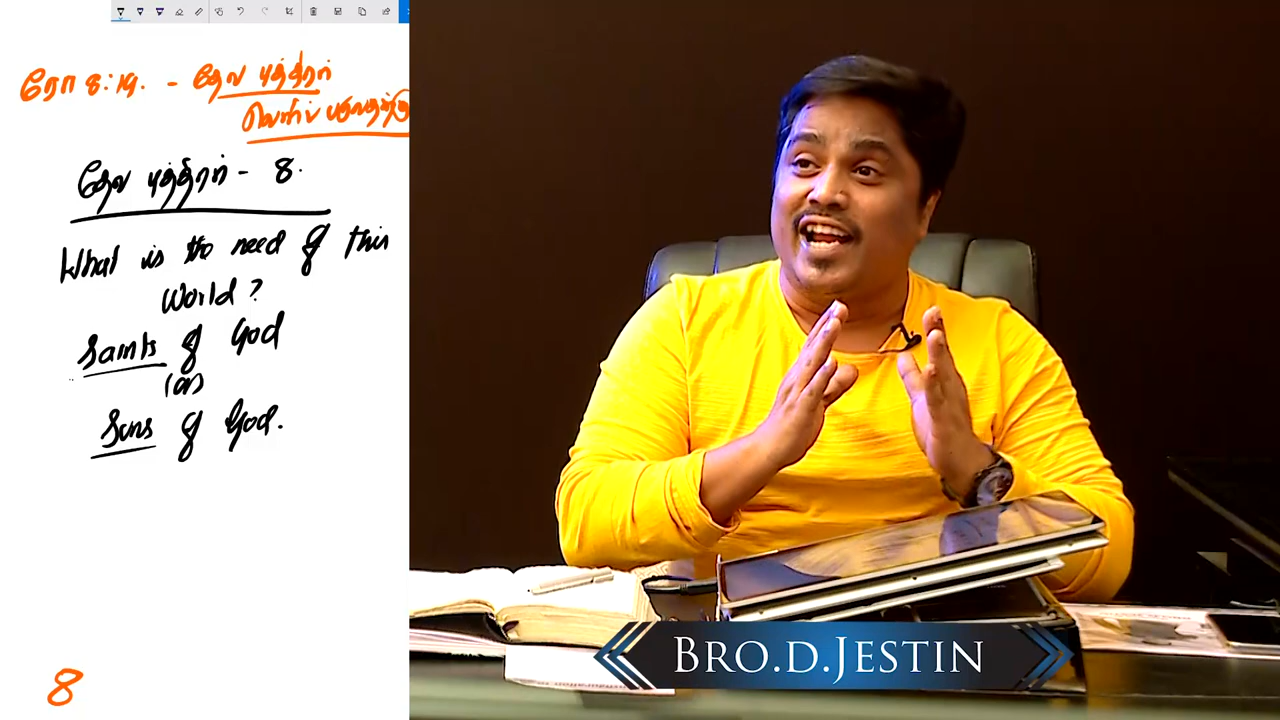 ரோ 8:19. - தேவ புத்திரர்
வெளிப்படுவதற்கு
தேவ புத்திரர் - 8.
What is the need of this
World?
Saints of God
(or)
Sons of God.
8
BRO.D.JESTIN